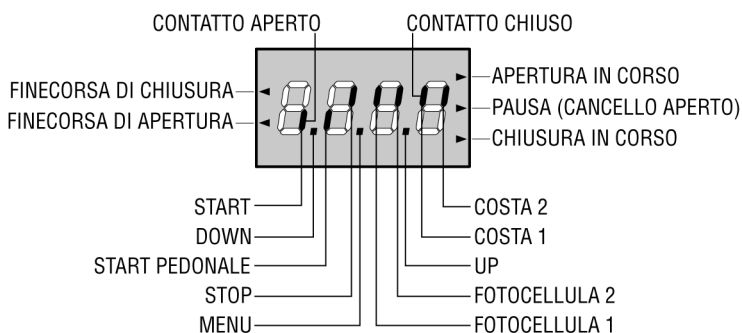 CONTATTO APERTO
CONTATTO CHIUSO
FINECORSA DI CHIUSURA
FINECORSA DI APERTURA
APERTURA IN CORSO
PAUSA (CANCELLO APERTO)
CHIUSURA IN CORSO
START
DOWN
START PEDONALE
STOP
MENU
COSTA 2
COSTA 1
UP
FOTOCELLULA 2
FOTOCELLULA 1